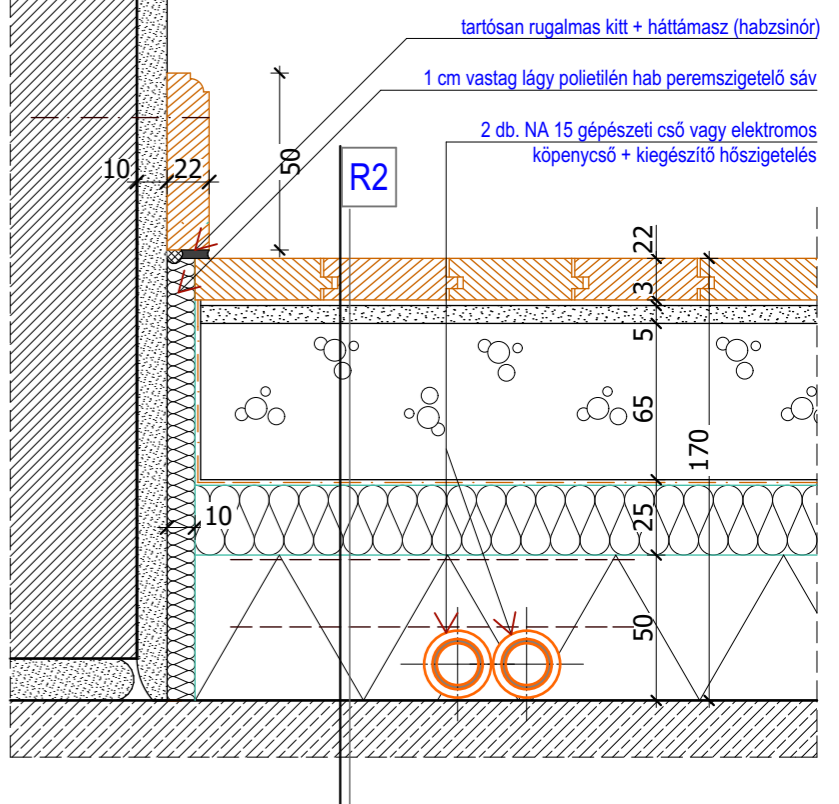 tartósan rugalmas kitt + háttámasz (habzsinór)
1 cm vastag lágy polietilén hab peremszigetelő sáv
2 db. NA 15 gépészeti cső vagy elektromos
köpenycső + kiegészítő hőszigetelés
10
22
50
R2
22
3
5
65
170
10
25
50